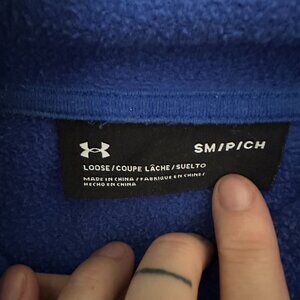 SM/P/CH
LOOSE/COUPE LÂCHE/SUELTO
MADE IN CHINA/FABRIQUÉ EN CHINE/
HECHO EN CHINA